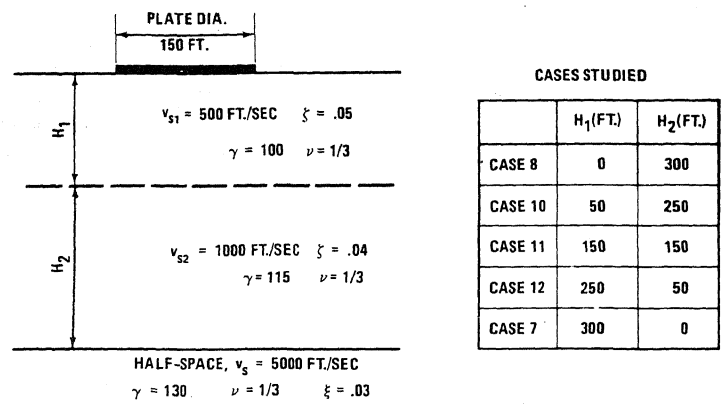 PLATE DIA.
150 FT.
H₁
v_S1 = 500 FT./SEC ζ = .05
γ = 100 ν = 1/3
H₂
v_S2 = 1000 FT./SEC ζ = .04
γ = 115 ν = 1/3
HALF-SPACE, v_S = 5000 FT./SEC
γ = 130 ν = 1/3 ξ = .03
CASES STUDIED
H₁(FT.) H₂(FT.)
CASE 8 0 300
CASE 10 50 250
CASE 11 150 150
CASE 12 250 50
CASE 7 300 0